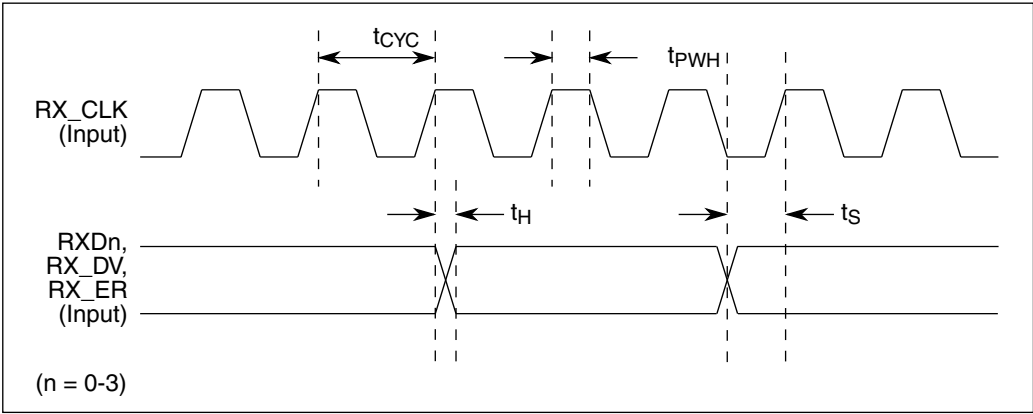 tCYC
tPWH
RX_CLK
(Input)
tH
tS
RXDn,
RX_DV,
RX_ER
(Input)
(n = 0-3)